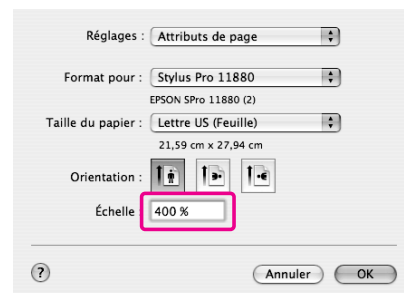 Réglages : Attributs de page
Format pour : Stylus Pro 11880
EPSON SPro 11880 (2)
Taille du papier : Lettre US (Feuille)
21,59 cm x 27,94 cm
Orientation :
Échelle : 400 %
? Annuler OK